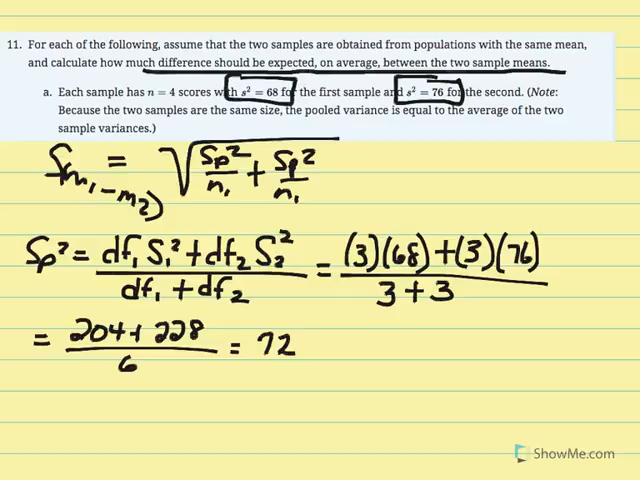 11. For each of the following, assume that the two samples are obtained from populations with the same mean,
and calculate how much difference should be expected, on average, between the two sample means.
a. Each sample has n = 4 scores with s² = 68 for the first sample and s² = 76 for the second. (Note:
Because the two samples are the same size, the pooled variance is equal to the average of the two
sample variances.)
S(m₁ - m₂) = √(Sp²/n₁ + Sp²/n₁)
Sp² = (df₁ S₁² + df₂ S₂²)/(df₁ + df₂) = ((3)(68) + (3)(76))/(3 + 3)
= (204 + 228)/6 = 72
ShowMe.com